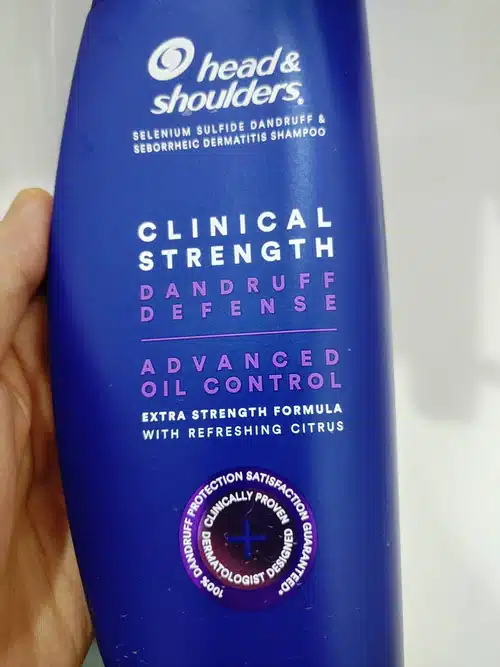 head &
shoulders®
SELENIUM SULFIDE DANDRUFF &
SEBORRHEIC DERMATITIS SHAMPOO
CLINICAL
STRENGTH
DANDRUFF
DEFENSE
ADVANCED
OIL CONTROL
EXTRA STRENGTH FORMULA
WITH REFRESHING CITRUS
100% DANDRUFF PROTECTION SATISFACTION GUARANTEED*
CLINICALLY PROVEN
DERMATOLOGIST DESIGNED